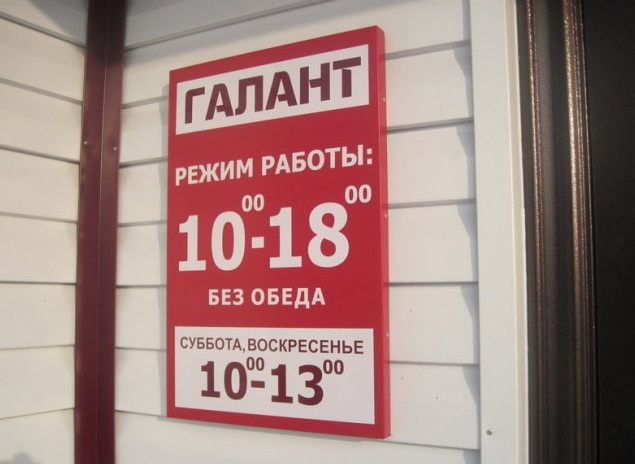 ГАЛАНТ
РЕЖИМ РАБОТЫ:
10⁰⁰-18⁰⁰
БЕЗ ОБЕДА
СУББОТА, ВОСКРЕСЕНЬЕ
10⁰⁰-13⁰⁰